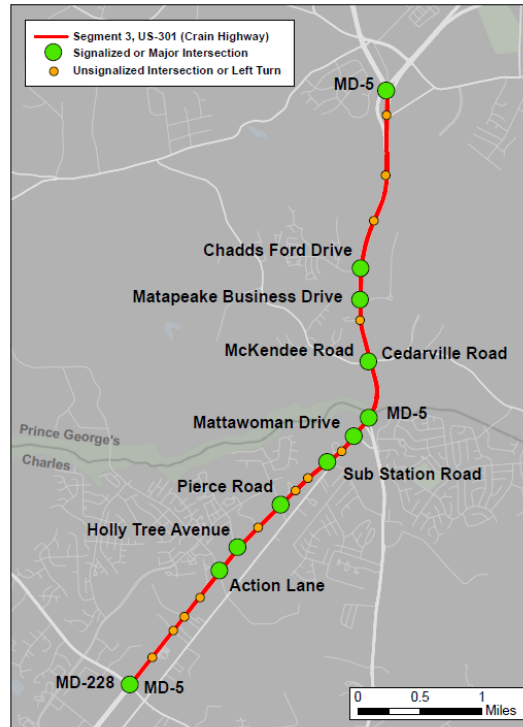 Segment 3, US-301 (Crain Highway)
Signalized or Major Intersection
Unsignalized Intersection or Left Turn
MD-5
Chadds Ford Drive
Matapeake Business Drive
McKendee Road
Cedarville Road
MD-5
Mattawoman Drive
Prince George's
Charles
Sub Station Road
Pierce Road
Holly Tree Avenue
Action Lane
MD-228
MD-5
0 0.5 1
Miles